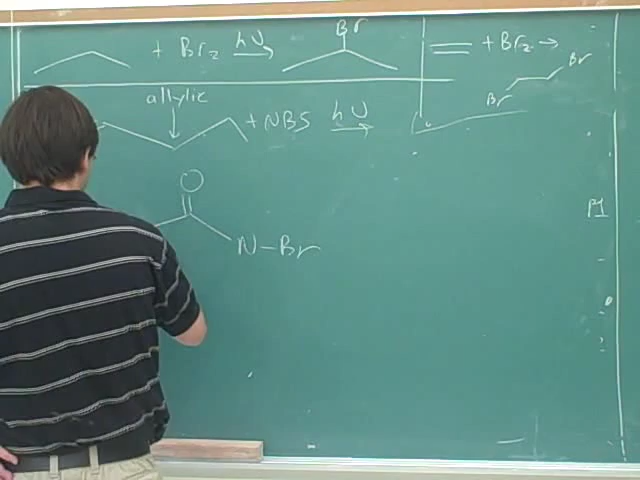 + Br₂ hυ Br
= + Br₂ → Br Br
allylic
+ NBS hυ
O
N-Br
P1